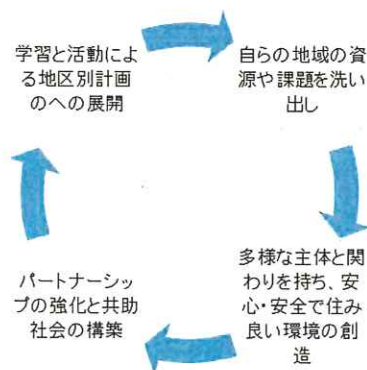 学習と活動によ
る地区別計画
のへの展開
自らの地域の資
源や課題を洗い
出し
多様な主体と関
わりを持ち、安
心・安全で住み
良い環境の創
造
パートナーシッ
プの強化と共助
社会の構築